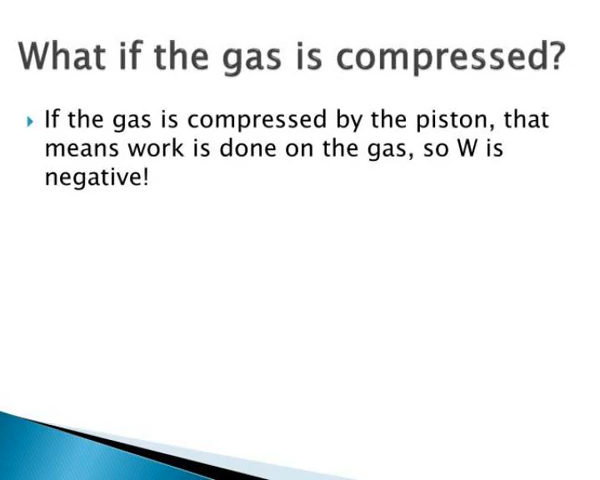 What if the gas is compressed?
If the gas is compressed by the piston, that
means work is done on the gas, so W is
negative!